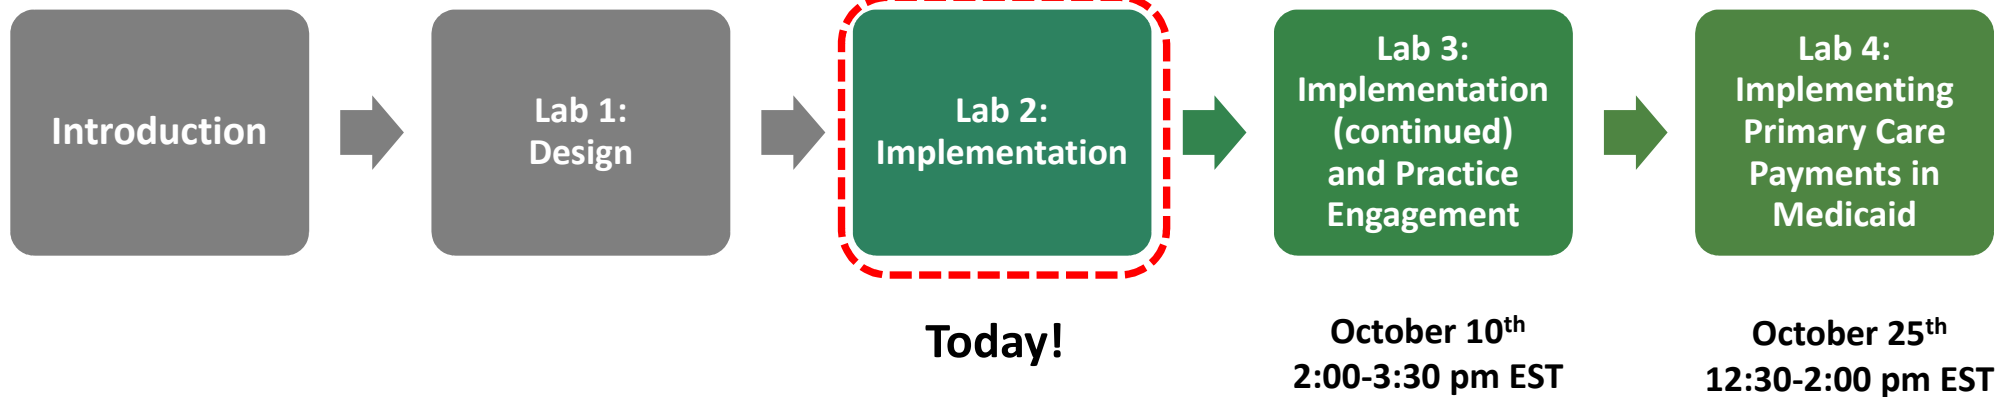 Introduction
Lab 1:
Design
Lab 2:
Implementation
Lab 3:
Implementation
(continued)
and Practice
Engagement
Lab 4:
Implementing
Primary Care
Payments in
Medicaid
Today!
October 10th
2:00-3:30 pm EST
October 25th
12:30-2:00 pm EST